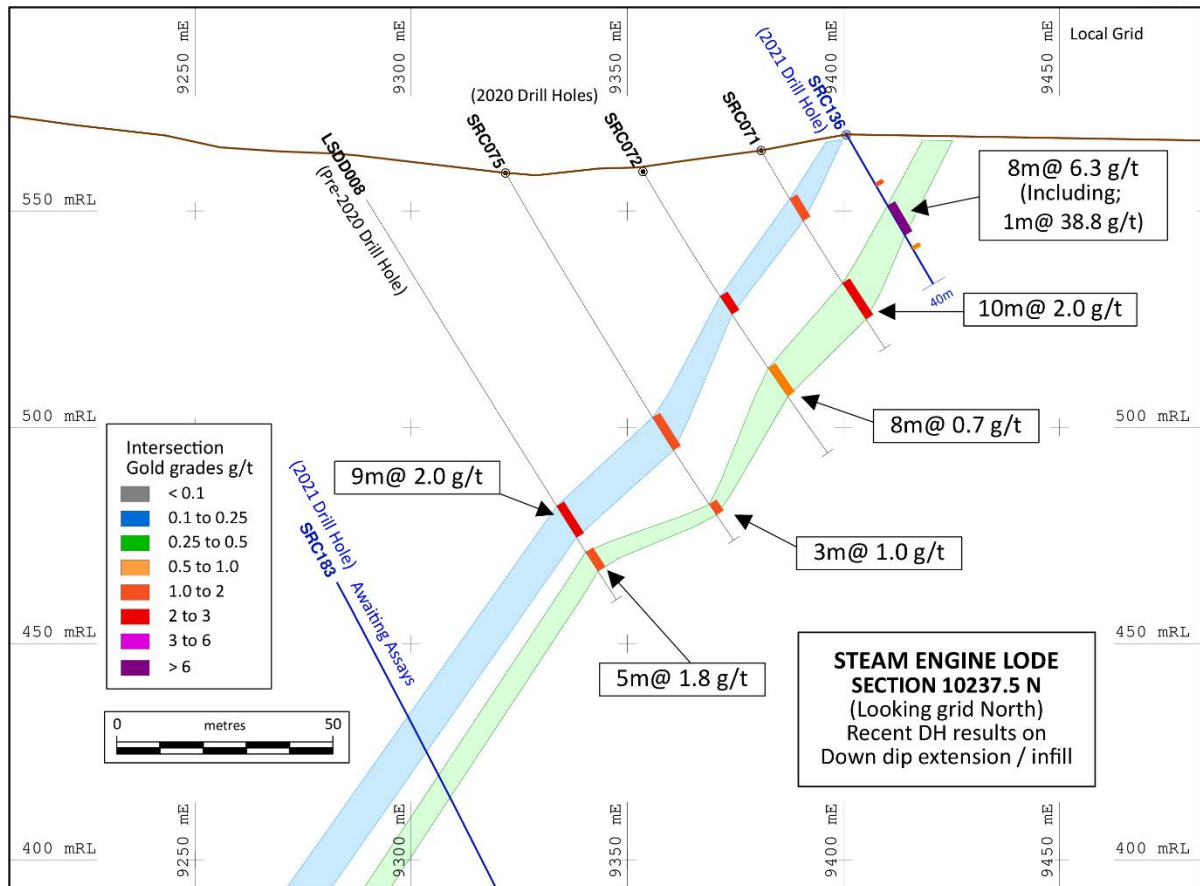 9250 mE
9300 mE
9350 mE
9400 mE
9450 mE
Local Grid
(2020 Drill Holes)
LSDD008
(Pre-2020 Drill Hole)
SRC075
SRC072
SRC071
(2021 Drill Hole)
SRC136
40m
8m@ 6.3 g/t
(Including;
1m@ 38.8 g/t)
550 mRL
550 mRL
10m@ 2.0 g/t
500 mRL
500 mRL
8m@ 0.7 g/t
9m@ 2.0 g/t
3m@ 1.0 g/t
5m@ 1.8 g/t
Intersection
Gold grades g/t
< 0.1
0.1 to 0.25
0.25 to 0.5
0.5 to 1.0
1.0 to 2
2 to 3
3 to 6
> 6
(2021 Drill Hole)
SRC183
Awaiting Assays
450 mRL
450 mRL
0 metres 50
STEAM ENGINE LODE
SECTION 10237.5 N
(Looking grid North)
Recent DH results on
Down dip extension / infill
400 mRL
400 mRL
9250 mE
9300 mE
9350 mE
9400 mE
9450 mE